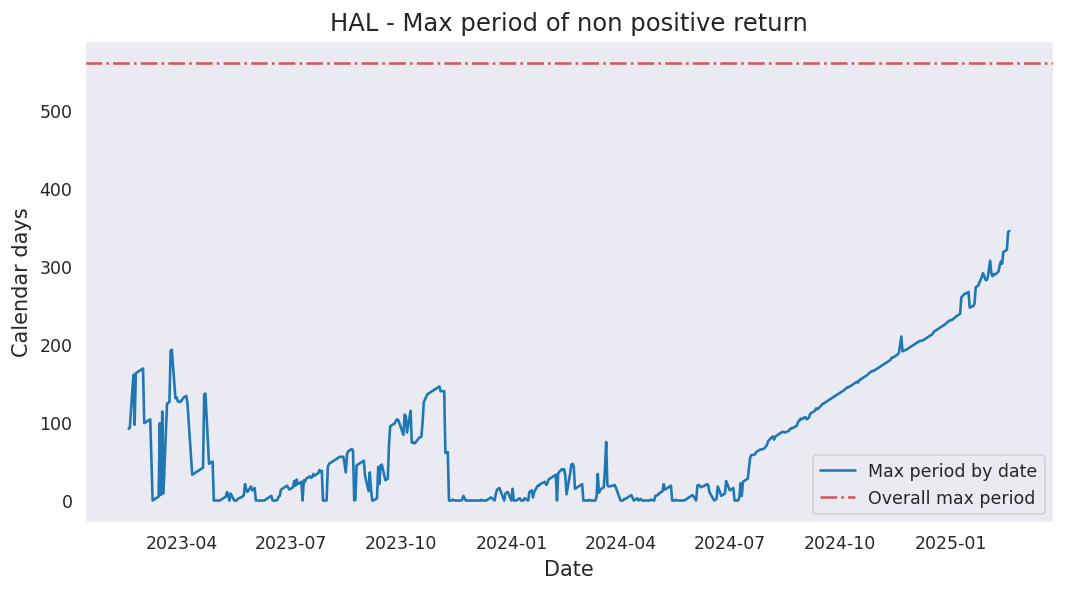 HAL - Max period of non positive return
Calendar days
500
400
300
200
100
0
Max period by date
Overall max period
2023-04
2023-07
2023-10
2024-01
2024-04
2024-07
2024-10
2025-01
Date